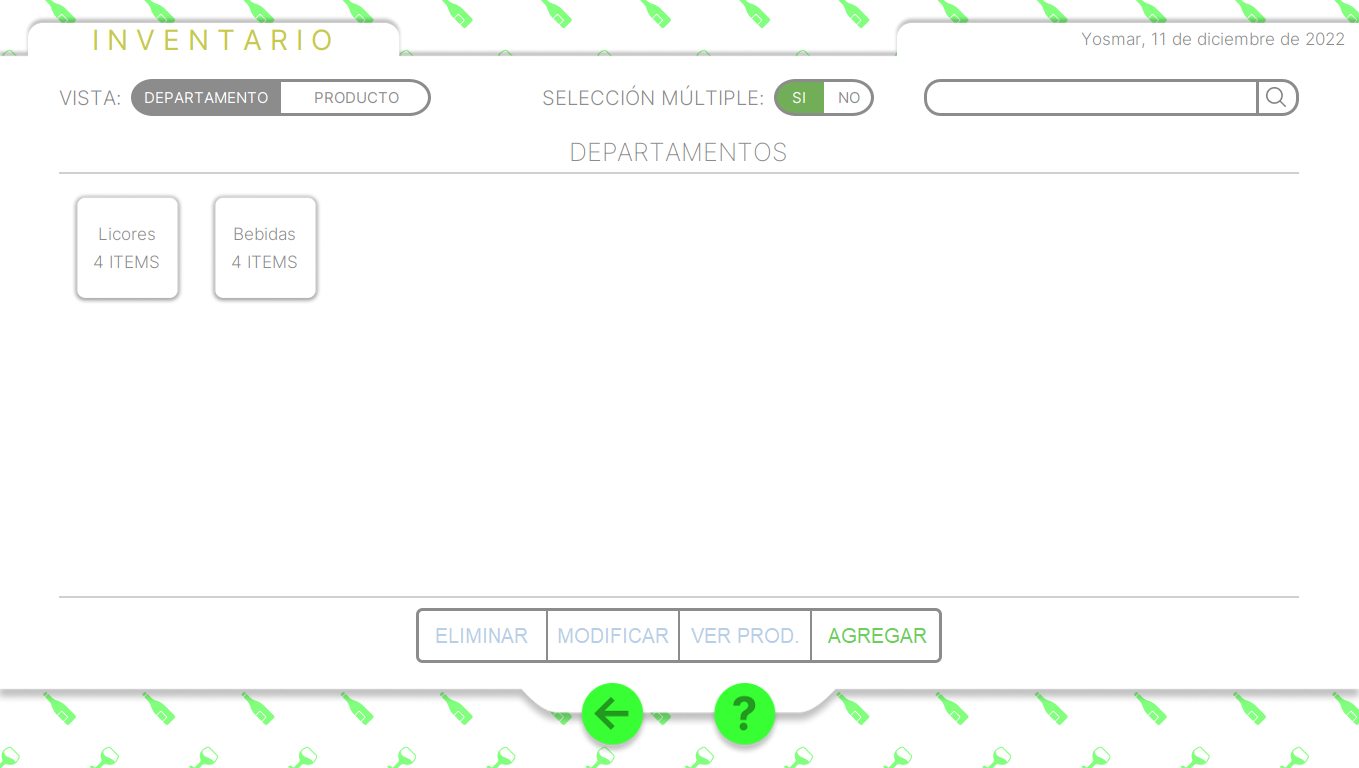 INVENTARIO
Yosmar, 11 de diciembre de 2022
VISTA: DEPARTAMENTO PRODUCTO SELECCIÓN MÚLTIPLE: SI NO
DEPARTAMENTOS
Licores
4 ITEMS
Bebidas
4 ITEMS
ELIMINAR MODIFICAR VER PROD. AGREGAR
?